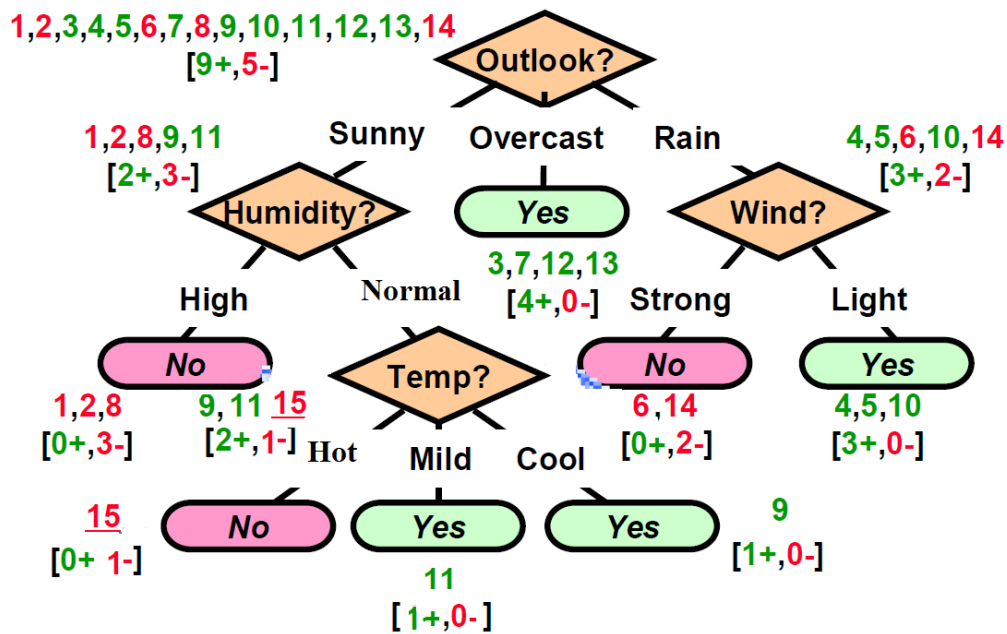 1,2,3,4,5,6,7,8,9,10,11,12,13,14
[9+,5-]
Outlook?
Sunny
Overcast
Rain
1,2,8,9,11
[2+,3-]
4,5,6,10,14
[3+,2-]
Humidity?
Yes
Wind?
3,7,12,13
[4+,0-]
High
Normal
Strong
Light
No
Temp?
No
Yes
1,2,8
[0+,3-]
9,11 15
[2+,1-]
6,14
[0+,2-]
4,5,10
[3+,0-]
Hot
Mild
Cool
15
[0+ 1-]
No
Yes
Yes
9
[1+,0-]
11
[ 1+,0- ]